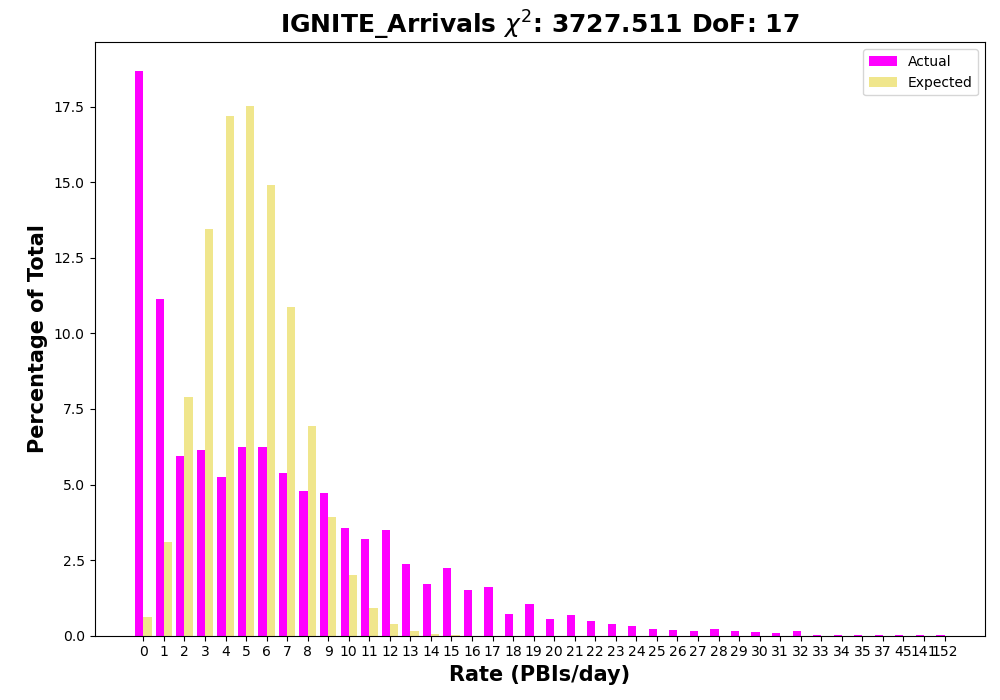 IGNITE_Arrivals χ²: 3727.511 DoF: 17
Actual
Expected
Percentage of Total
17.5
15.0
12.5
10.0
7.5
5.0
2.5
0.0
0 1 2 3 4 5 6 7 8 9 10 11 12 13 14 15 16 17 18 19 20 21 22 23 24 25 26 27 28 29 30 31 32 33 34 35 37 45 141 152
Rate (PBIs/day)